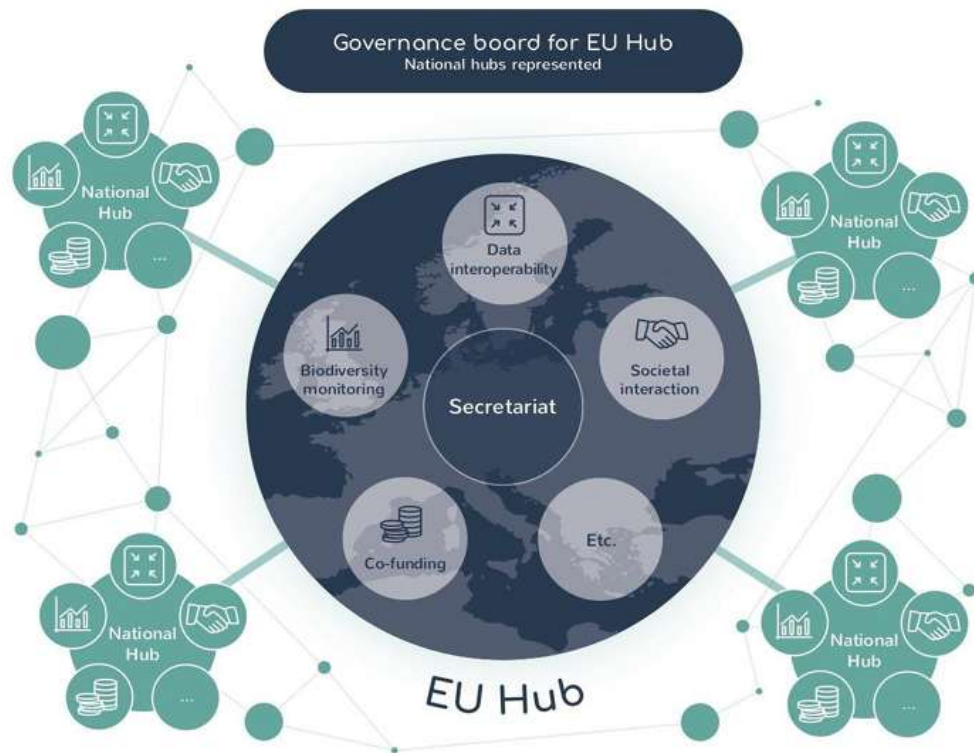 Governance board for EU Hub
National hubs represented
National
Hub
...
National
Hub
...
Data
interoperability
Biodiversity
monitoring
Societal
interaction
Secretariat
Co-funding
Etc.
National
Hub
...
National
Hub
...
EU Hub